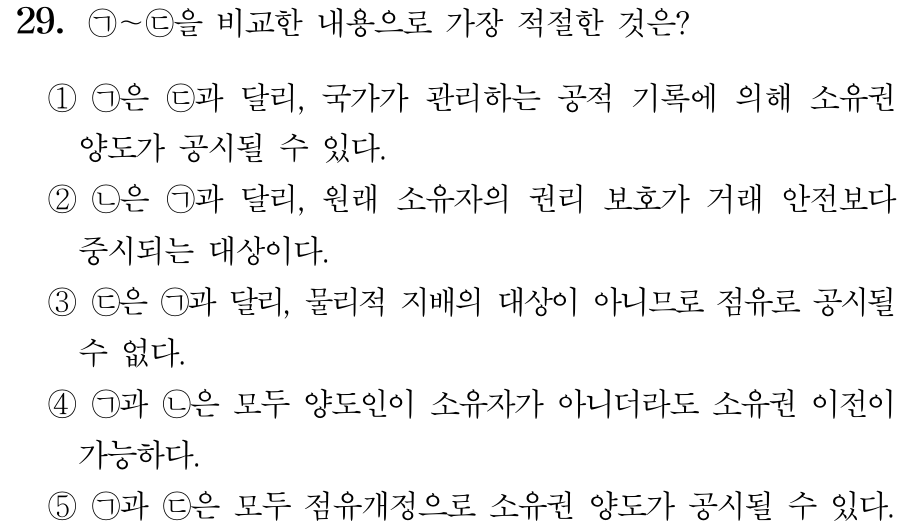 29. ㉠~㉢을 비교한 내용으로 가장 적절한 것은?
① ㉠은 ㉢과 달리, 국가가 관리하는 공적 기록에 의해 소유권
양도가 공시될 수 있다.
② ㉡은 ㉠과 달리, 원래 소유자의 권리 보호가 거래 안전보다
중시되는 대상이다.
③ ㉢은 ㉠과 달리, 물리적 지배의 대상이 아니므로 점유로 공시될
수 없다.
④ ㉠과 ㉡은 모두 양도인이 소유자가 아니더라도 소유권 이전이
가능하다.
⑤ ㉠과 ㉢은 모두 점유개정으로 소유권 양도가 공시될 수 있다.